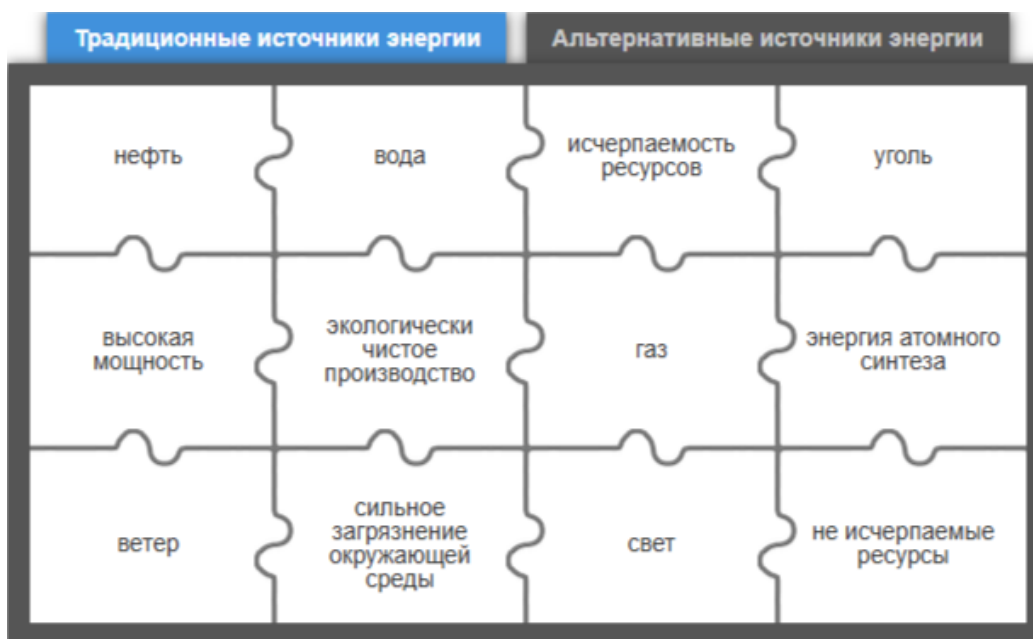 Традиционные источники энергии
Альтернативные источники энергии
нефть
вода
исчерпаемость
ресурсов
уголь
высокая
мощность
экологически
чистое
производство
газ
энергия атомного
синтеза
ветер
сильное
загрязнение
окружающей
среды
свет
не исчерпаемые
ресурсы